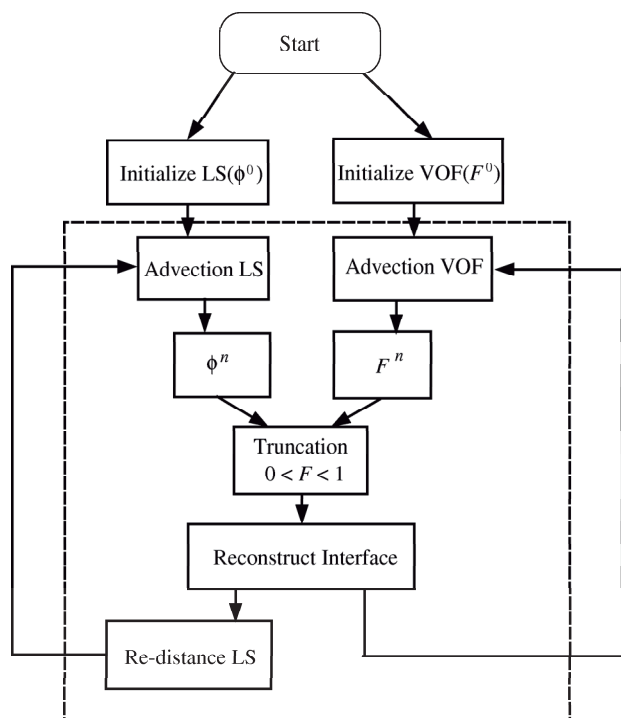 Start
Initialize LS(ϕ⁰)
Initialize VOF(F⁰)
Advection LS
Advection VOF
ϕⁿ
Fⁿ
Truncation
0 < F < 1
Reconstruct Interface
Re-distance LS